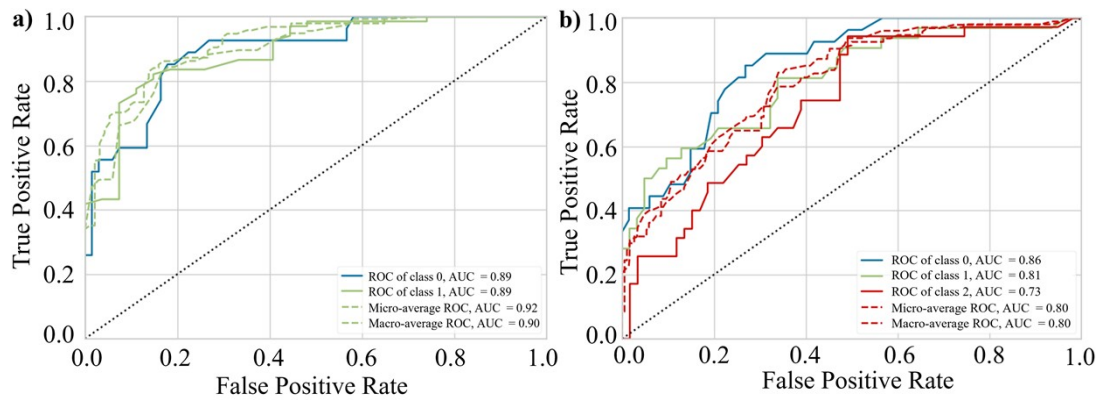 a)
1.0
0.8
0.6
0.4
0.2
0.0
True Positive Rate
0.0 0.2 0.4 0.6 0.8 1.0
False Positive Rate
ROC of class 0, AUC = 0.89
ROC of class 1, AUC = 0.89
Micro-average ROC, AUC = 0.92
Macro-average ROC, AUC = 0.90
b)
1.0
0.8
0.6
0.4
0.2
0.0
True Positive Rate
0.0 0.2 0.4 0.6 0.8 1.0
False Positive Rate
ROC of class 0, AUC = 0.86
ROC of class 1, AUC = 0.81
ROC of class 2, AUC = 0.73
Micro-average ROC, AUC = 0.80
Macro-average ROC, AUC = 0.80